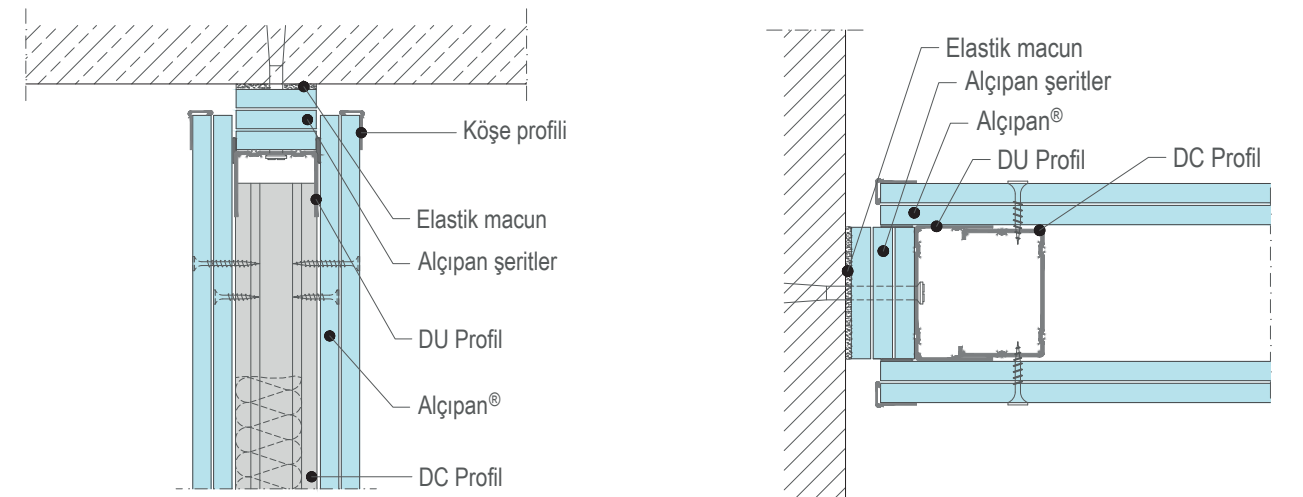 Köşe profili
Elastik macun
Alçıpan şeritler
DU Profil
Alçıpan®
DC Profil
Elastik macun
Alçıpan şeritler
Alçıpan®
DU Profil
DC Profil